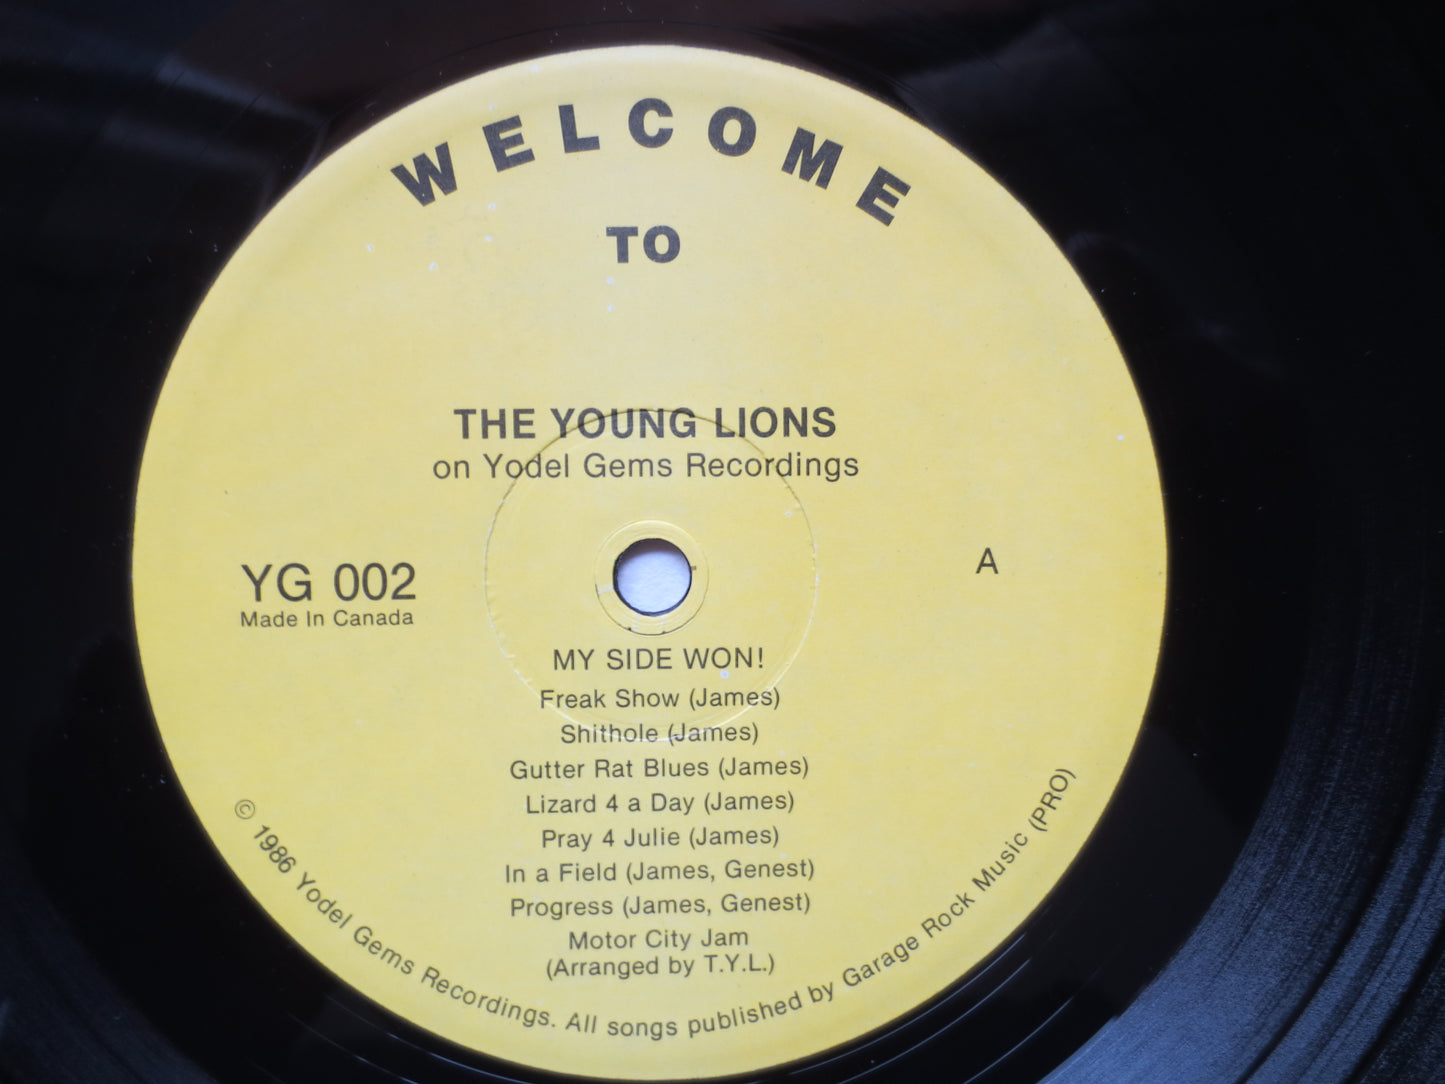 WELCOME
TO
THE YOUNG LIONS
on Yodel Gems Recordings
YG 002
Made In Canada
A
MY SIDE WON!
Freak Show (James)
Shithole (James)
Gutter Rat Blues (James)
Lizard 4 a Day (James)
Pray 4 Julie (James)
In a Field (James, Genest)
Progress (James, Genest)
Motor City Jam
(Arranged by T.Y.L.)
© 1986 Yodel Gems Recordings. All songs published by Garage Rock Music (PRO)